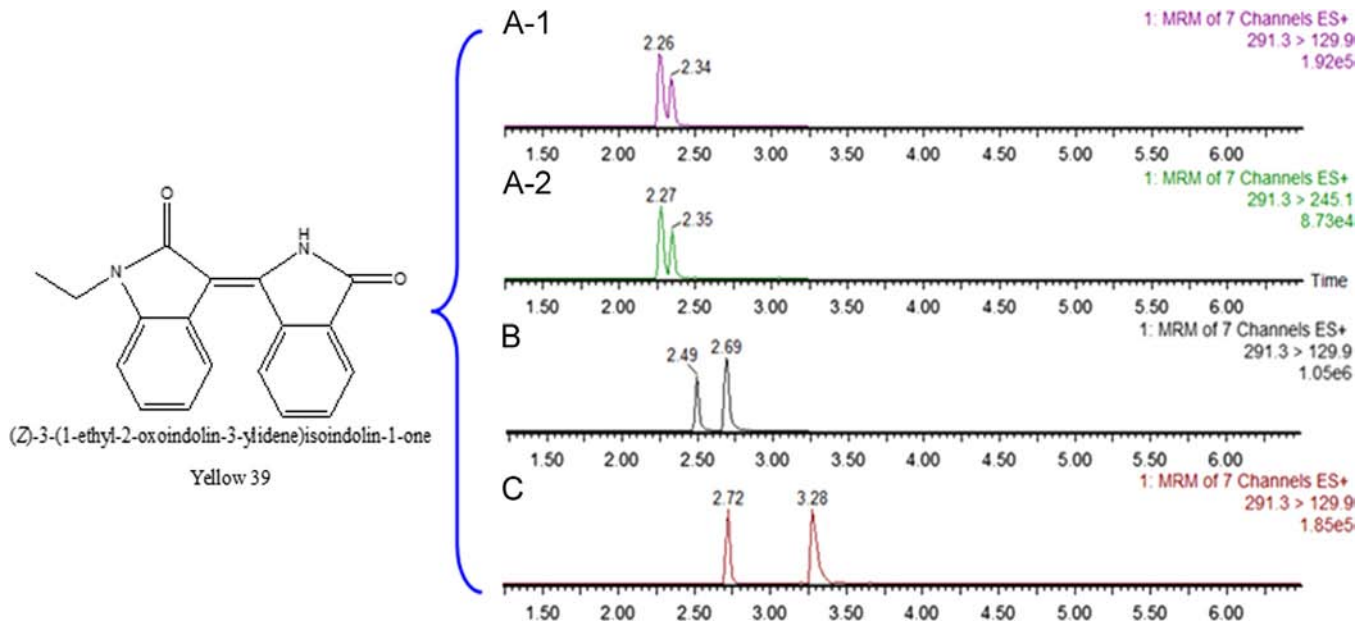 A-1
1: MRM of 7 Channels ES+
291.3 > 129.9
1.92e5
2.26
2.34
1.50 2.00 2.50 3.00 3.50 4.00 4.50 5.00 5.50 6.00
A-2
1: MRM of 7 Channels ES+
291.3 > 245.1
8.73e4
2.27
2.35
Time
1.50 2.00 2.50 3.00 3.50 4.00 4.50 5.00 5.50 6.00
B
1: MRM of 7 Channels ES+
291.3 > 129.9
1.05e6
2.49 2.69
1.50 2.00 2.50 3.00 3.50 4.00 4.50 5.00 5.50 6.00
C
1: MRM of 7 Channels ES+
291.3 > 129.9
1.85e5
2.72 3.28
1.50 2.00 2.50 3.00 3.50 4.00 4.50 5.00 5.50 6.00
O
H
N
N
O
(Z)-3-(1-ethyl-2-oxoindolin-3-ylidene)isoindolin-1-one
Yellow 39